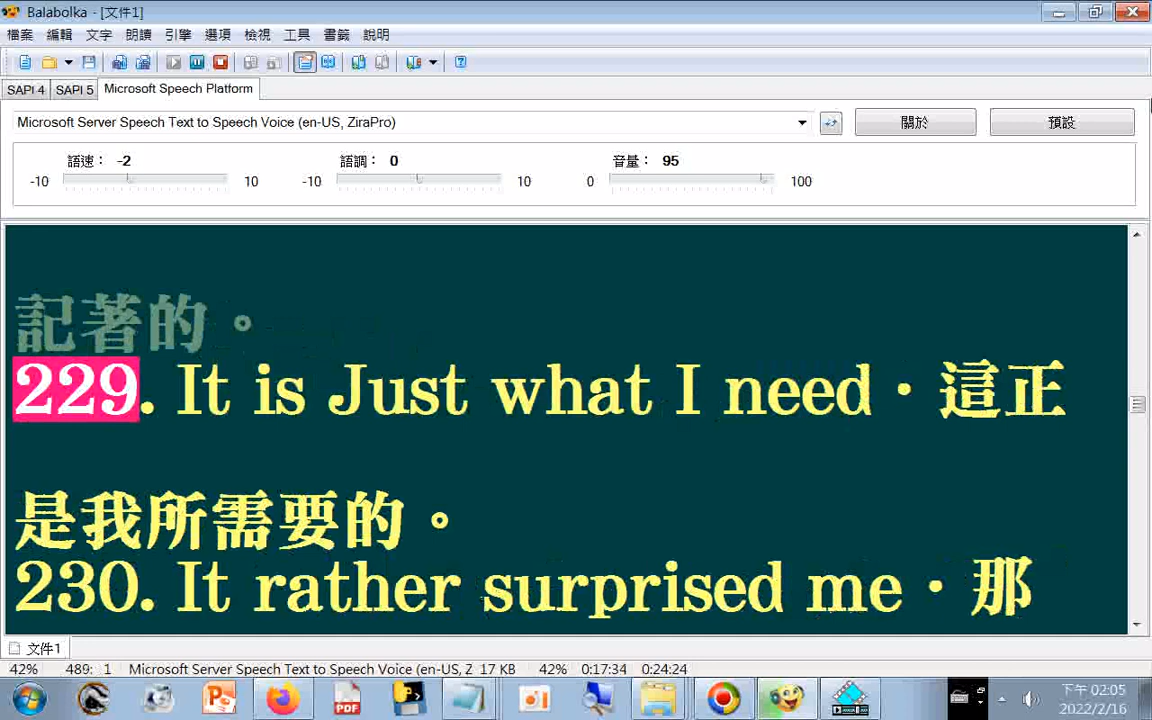 Balabolka - [文件1]
檔案 編輯 文字 朗讀 引擎 選項 檢視 工具 書籤 說明
SAPI 4 SAPI 5 Microsoft Speech Platform
Microsoft Server Speech Text to Speech Voice (en-US, ZiraPro) 關於 預設
語速： -2 語調： 0 音量： 95
-10 10 -10 10 0 100
記著的。
229. It is Just what I need．這正
是我所需要的。
230. It rather surprised me．那
文件1
42% 489: 1 Microsoft Server Speech Text to Speech Voice (en-US, Z 17 KB 42% 0:17:34 0:24:24
下午 02:05
2022/2/16